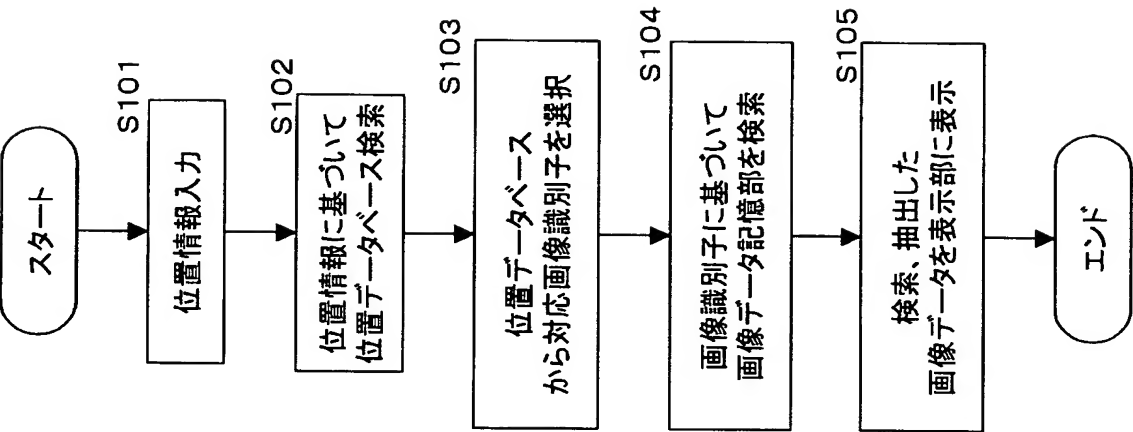 スタート
S101
位置情報入力
S102
位置情報に基づいて
位置データベース検索
S103
位置データベース
から対応画像識別子を選択
S104
画像識別子に基づいて
画像データ記憶部を検索
S105
検索、抽出した
画像データを表示部に表示
エンド